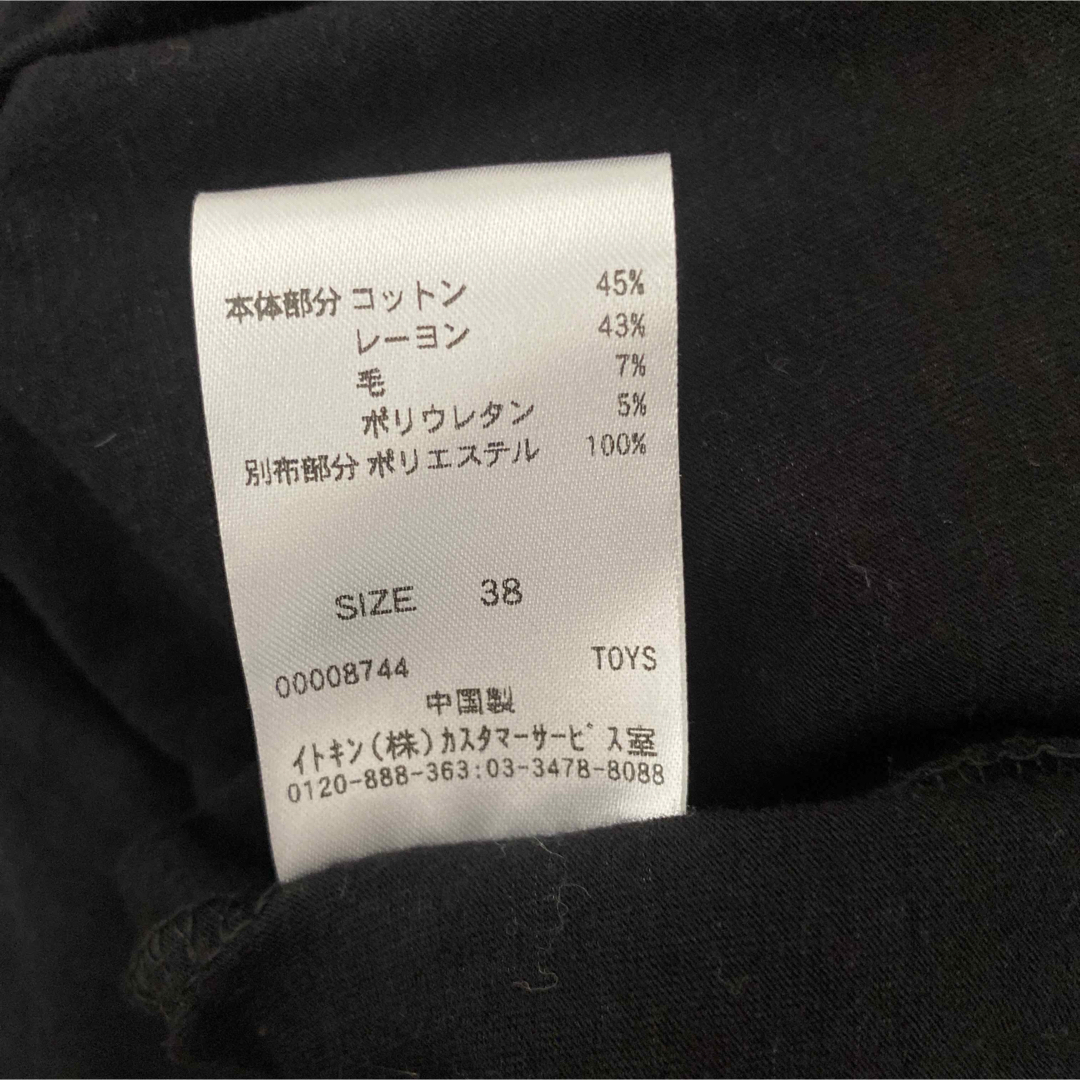 本体部分 コットン 45%
レーヨン 43%
毛 7%
ポリウレタン 5%
別布部分 ポリエステル 100%
SIZE 38
00008744 TOYS
中国製
イトキン(株)カスタマーサービス室
0120-888-363:03-3478-8088